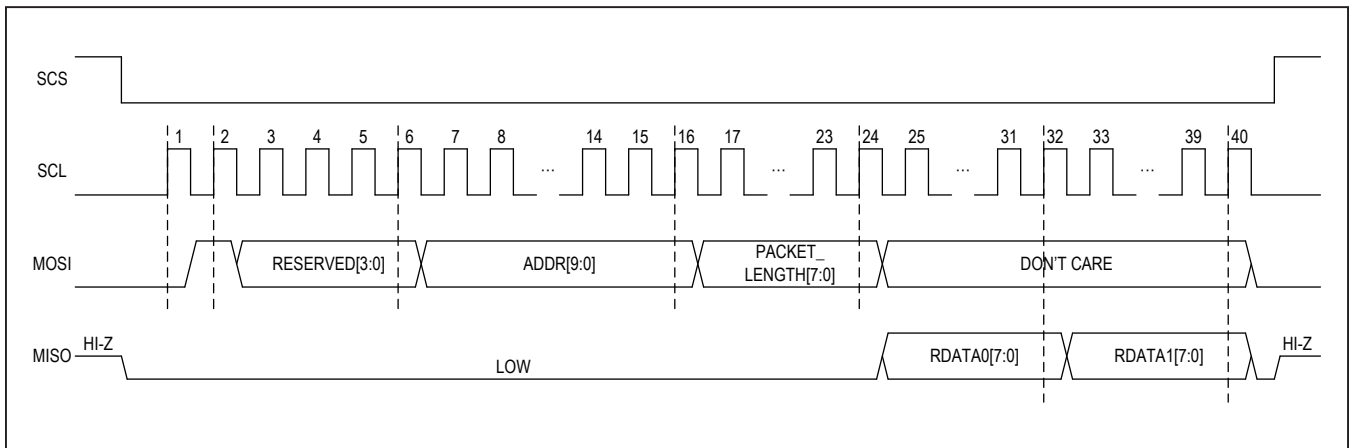 SCS
1 2 3 4 5 6 7 8 14 15 16 17 23 24 25 31 32 33 39 40
SCL ... ... ... ...
MOSI RESERVED[3:0] ADDR[9:0] PACKET_ DON'T CARE
LENGTH[7:0]
HI-Z HI-Z
MISO RDATA0[7:0] RDATA1[7:0]
LOW